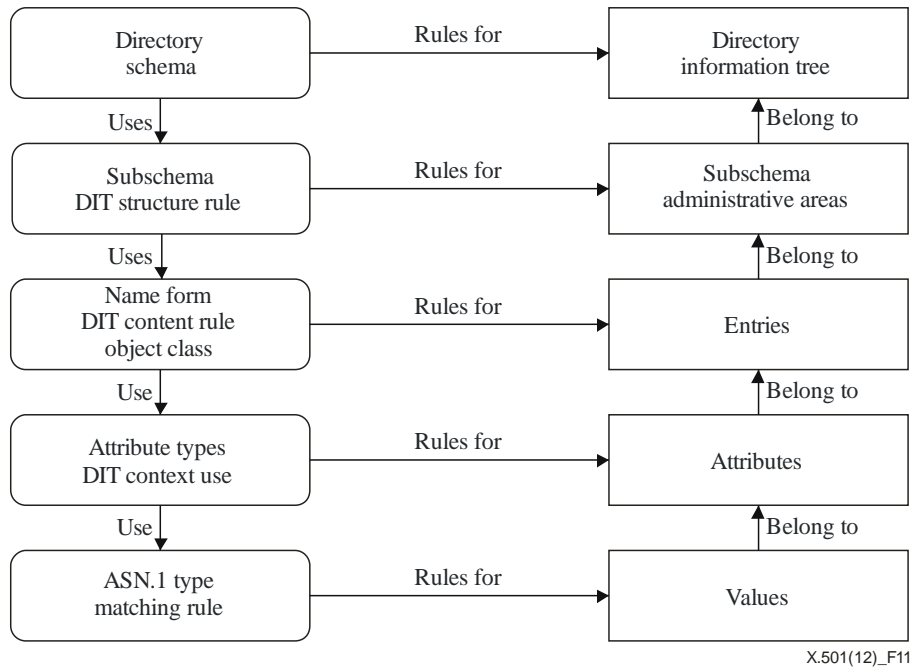 Directory
schema
Rules for
Directory
information tree
Uses
Belong to
Subschema
DIT structure rule
Rules for
Subschema
administrative areas
Uses
Belong to
Name form
DIT content rule
object class
Rules for
Entries
Use
Belong to
Attribute types
DIT context use
Rules for
Attributes
Use
Belong to
ASN.1 type
matching rule
Rules for
Values
X.501(12)_F11